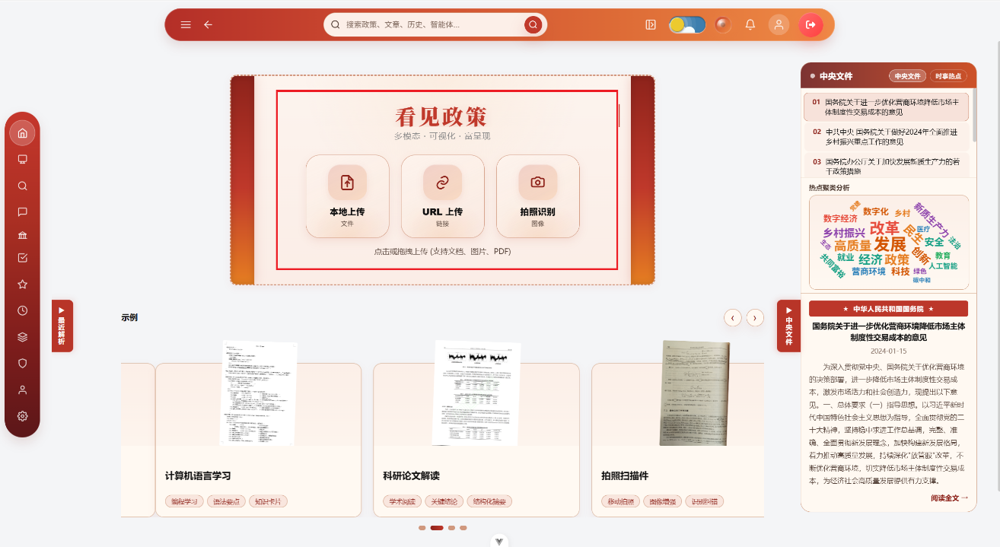 搜索政策、文章、历史、智能体...
看见政策
多模态 · 可视化 · 富呈现
本地上传
文件
URL 上传
链接
拍照识别
图像
点击或拖拽上传 (支持文档、图片、PDF)
最近解析
示例
计算机语言学习
编程学习 语法要点 知识卡片
科研论文解读
学术阅读 关键结论 结构化摘要
拍照扫描件
移动拍照 图像增强 识别纠错
中央文件
中央文件
中央文件 时事热点
01 国务院关于进一步优化营商环境降低市场主
体制度性交易成本的意见
02 中共中央 国务院关于做好2024年全面推进
乡村振兴重点工作的意见
03 国务院办公厅关于加快发展新质生产力的若
干政策措施
热点聚类分析
数字化 乡村 新质生产力
数字经济 改革 医疗
乡村振兴 民生
生态 高质量 发展 安全 法治
共同富裕 就业 经济 政策 创新 教育
人工智能
营商环境 科技 绿色
碳中和
★ 中华人民共和国国务院 ★
国务院关于进一步优化营商环境降低市场主体
制度性交易成本的意见
2024-01-15
为深入贯彻党中央、国务院关于优化营商环境
的决策部署，进一步降低市场主体制度性交易成
本，激发市场活力和社会创造力，现提出以下意
见。一、总体要求（一）指导思想。以习近平新时
代中国特色社会主义思想为指导，全面贯彻党的二
十大精神，坚持稳中求进工作总基调，完整、准
确、全面贯彻新发展理念，加快构建新发展格局，
着力推动高质量发展，持续深化"放管服"改革，不
断优化营商环境，切实降低市场主体制度性交易成
本，为经济社会高质量发展提供有力支撑。
阅读全文 →